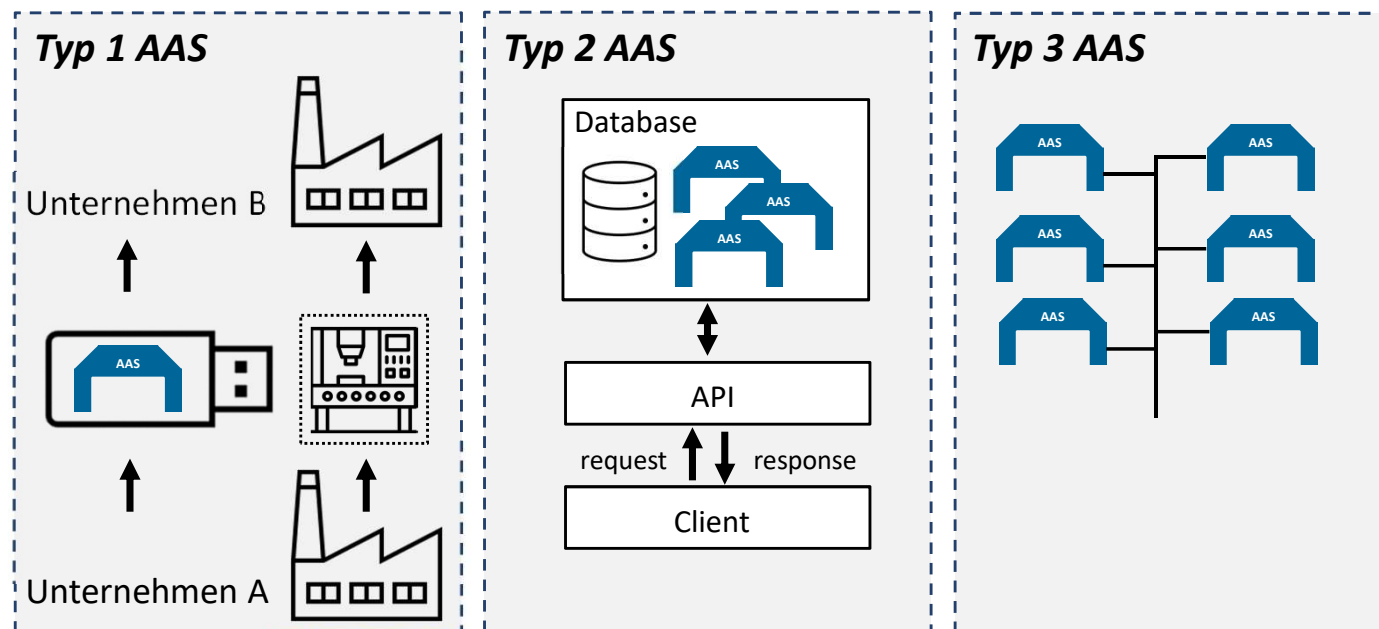 Typ 1 AAS
Unternehmen B
AAS
Unternehmen A
Typ 2 AAS
Database
AAS
AAS
AAS
API
request response
Client
Typ 3 AAS
AAS AAS
AAS AAS
AAS AAS